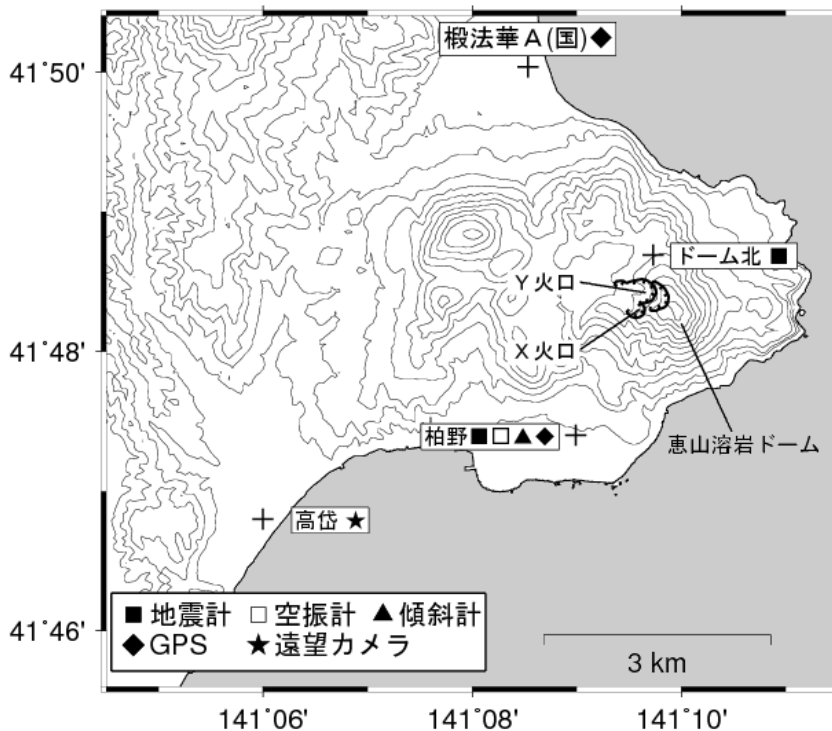 椴法華A(国)◆
41°50'
ドーム北 ■
Y火口
X火口
41°48'
恵山溶岩ドーム
柏野■□▲◆
高岱 ★
■地震計 □空振計 ▲傾斜計
◆GPS ★遠望カメラ
41°46'
3 km
141°06'
141°08'
141°10'